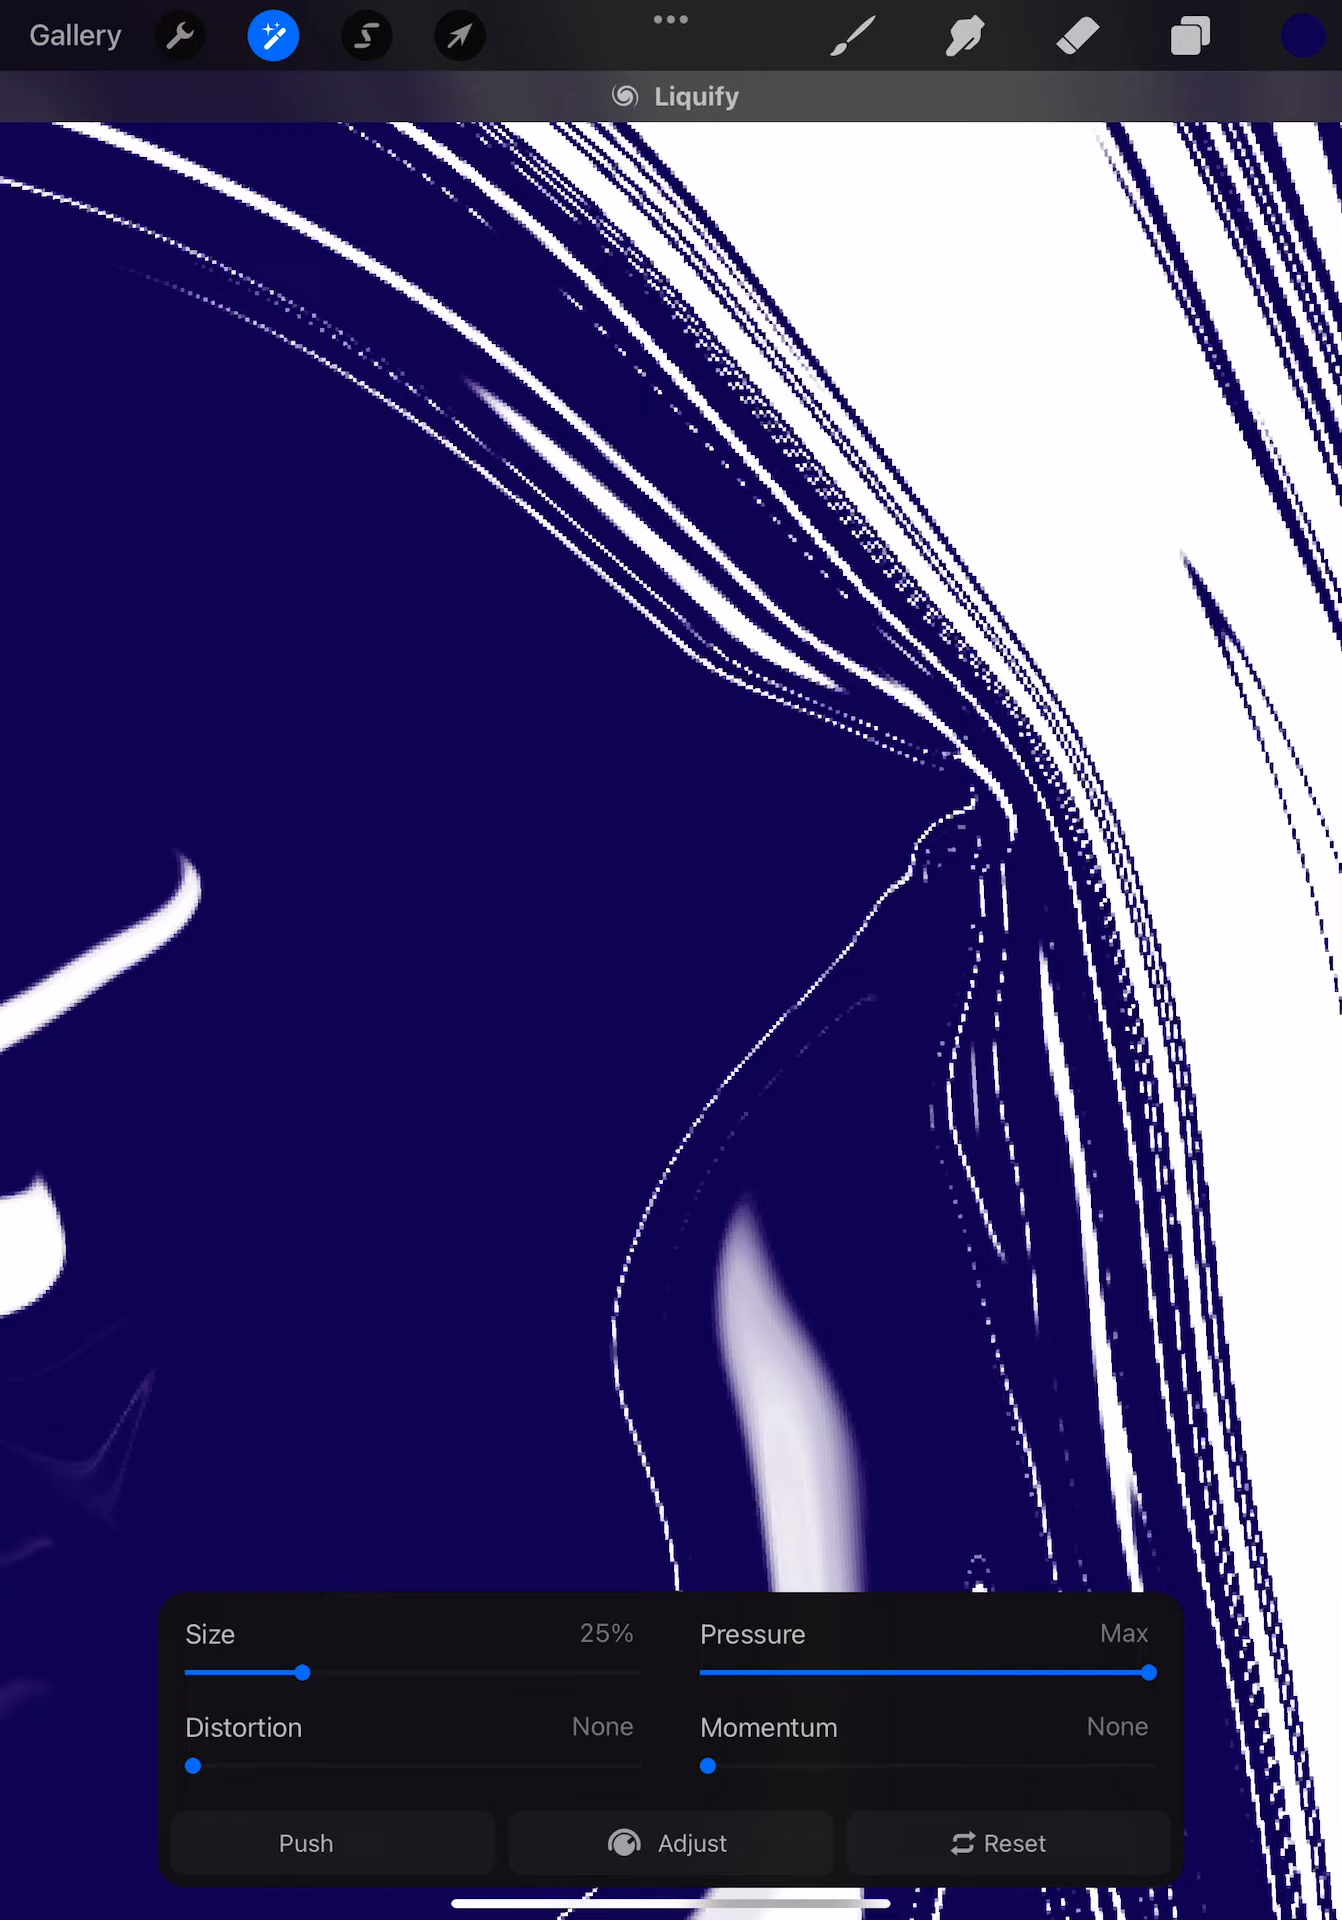 Gallery
Liquify
Size 25%
Pressure Max
Distortion None
Momentum None
Push
Adjust
Reset